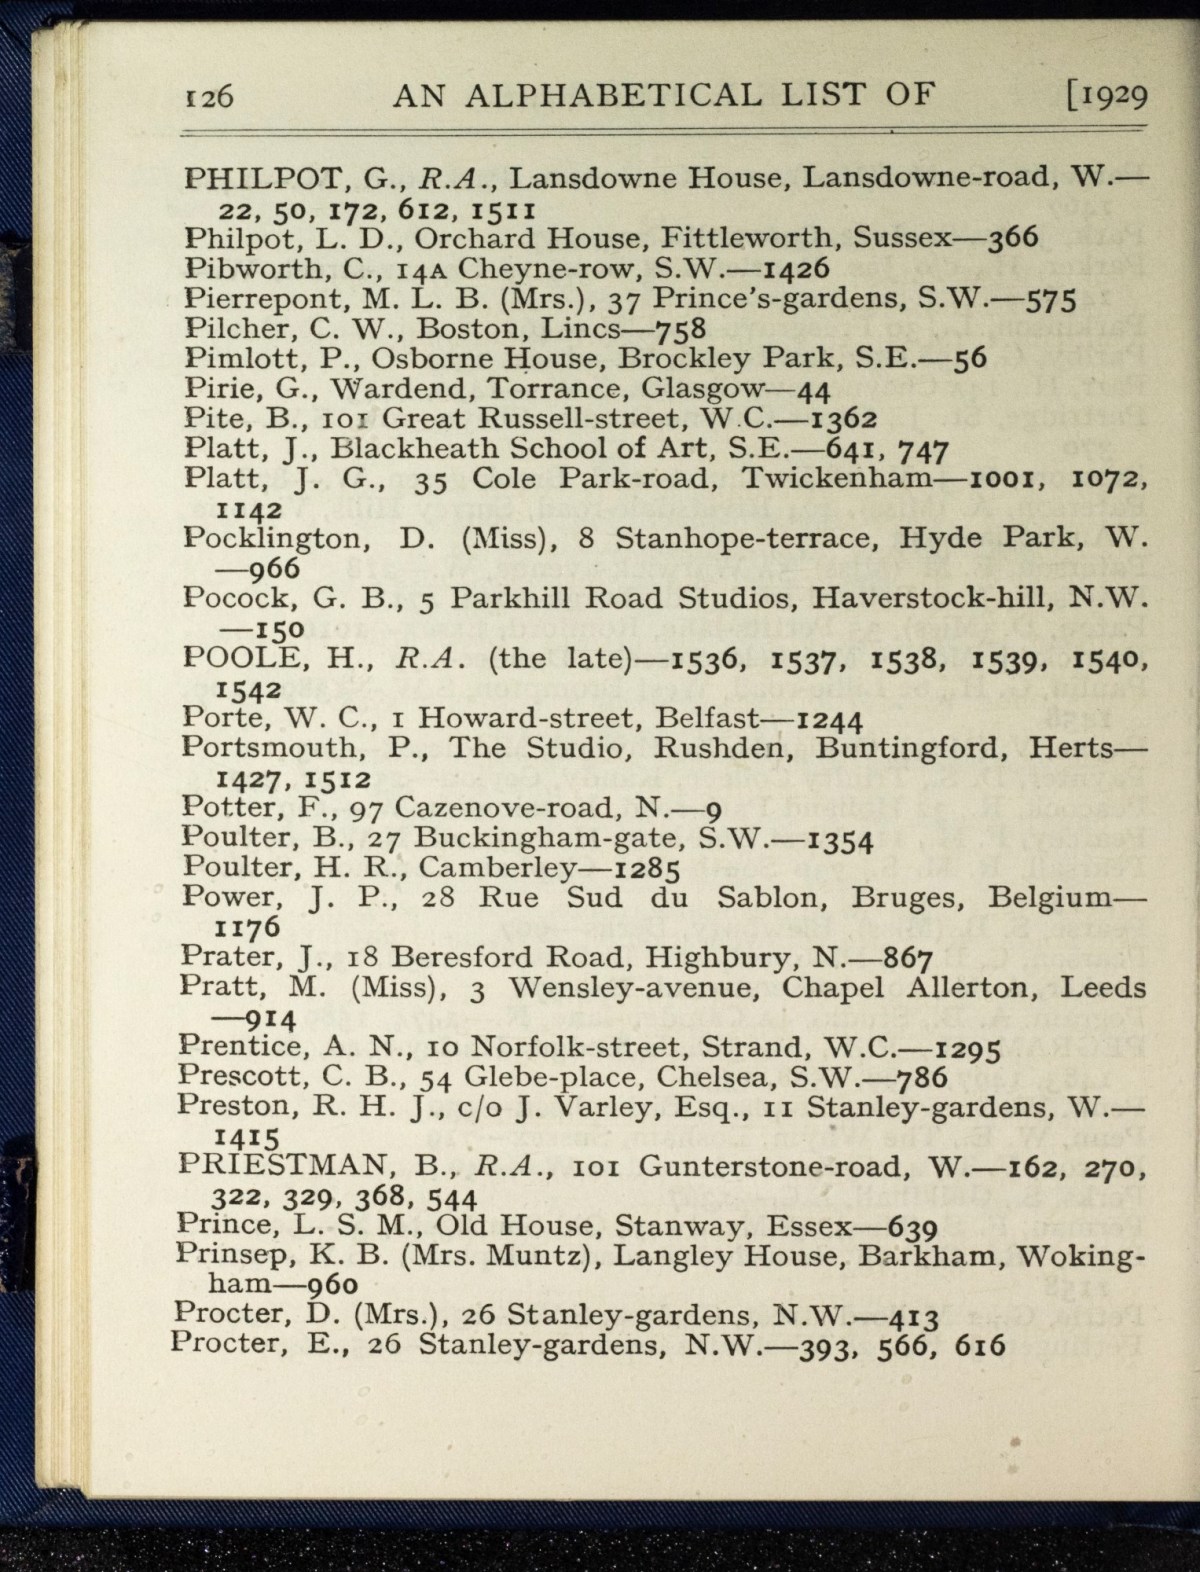 126 AN ALPHABETICAL LIST OF [1929
PHILPOT, G., R.A., Lansdowne House, Lansdowne-road, W.—
22, 50, 172, 612, 1511
Philpot, L. D., Orchard House, Fittleworth, Sussex—366
Pibworth, C., 14A Cheyne-row, S.W.—1426
Pierrepont, M. L. B. (Mrs.), 37 Prince's-gardens, S.W.—575
Pilcher, C. W., Boston, Lincs—758
Pimlott, P., Osborne House, Brockley Park, S.E.—56
Pirie, G., Wardend, Torrance, Glasgow—44
Pite, B., 101 Great Russell-street, W.C.—1362
Platt, J., Blackheath School of Art, S.E.—641, 747
Platt, J. G., 35 Cole Park-road, Twickenham—1001, 1072,
1142
Pocklington, D. (Miss), 8 Stanhope-terrace, Hyde Park, W.
—966
Pocock, G. B., 5 Parkhill Road Studios, Haverstock-hill, N.W.
—150
POOLE, H., R.A. (the late)—1536, 1537, 1538, 1539, 1540,
1542
Porte, W. C., 1 Howard-street, Belfast—1244
Portsmouth, P., The Studio, Rushden, Buntingford, Herts—
1427, 1512
Potter, F., 97 Cazenove-road, N.—9
Poulter, B., 27 Buckingham-gate, S.W.—1354
Poulter, H. R., Camberley—1285
Power, J. P., 28 Rue Sud du Sablon, Bruges, Belgium—
1176
Prater, J., 18 Beresford Road, Highbury, N.—867
Pratt, M. (Miss), 3 Wensley-avenue, Chapel Allerton, Leeds
—914
Prentice, A. N., 10 Norfolk-street, Strand, W.C.—1295
Prescott, C. B., 54 Glebe-place, Chelsea, S.W.—786
Preston, R. H. J., c/o J. Varley, Esq., 11 Stanley-gardens, W.—
1415
PRIESTMAN, B., R.A., 101 Gunterstone-road, W.—162, 270,
322, 329, 368, 544
Prince, L. S. M., Old House, Stanway, Essex—639
Prinsep, K. B. (Mrs. Muntz), Langley House, Barkham, Woking-
ham—960
Procter, D. (Mrs.), 26 Stanley-gardens, N.W.—413
Procter, E., 26 Stanley-gardens, N.W.—393, 566, 616